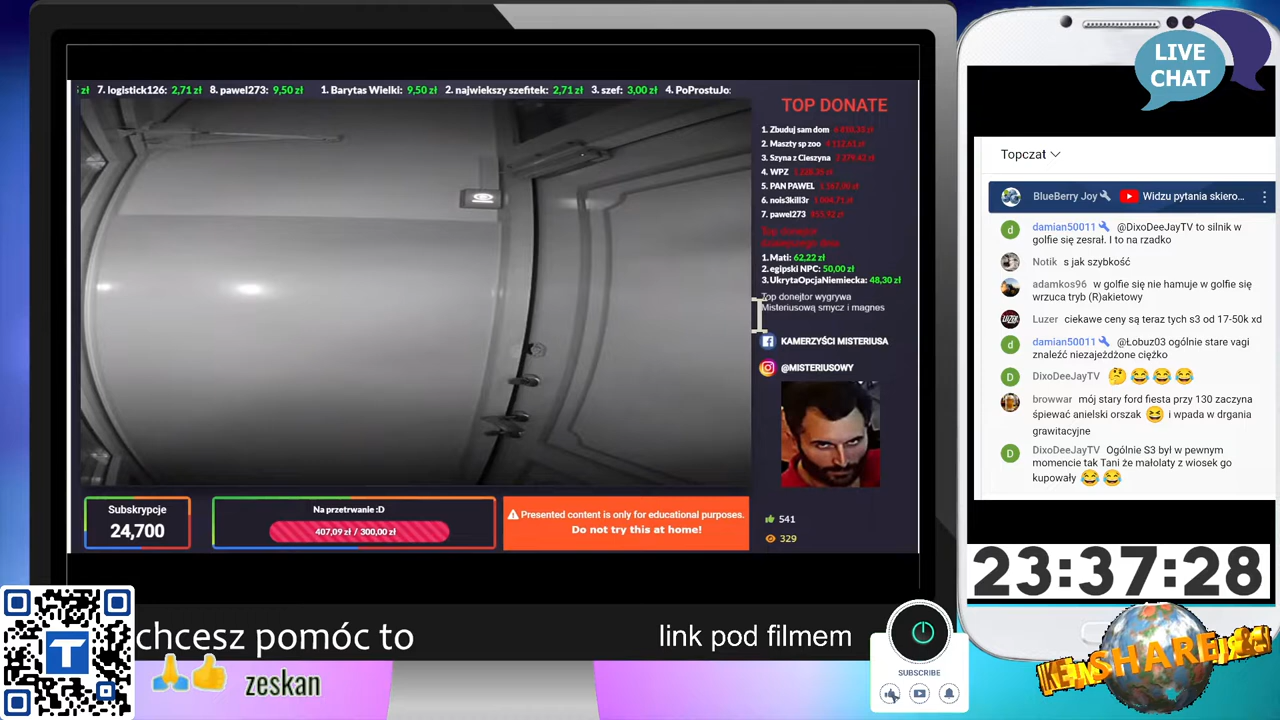 7. logistick126: 2,71 zł 8. pawel273: 9,50 zł 1. Barytas Wielki: 9,50 zł 2. najwiekszy szefitek: 2,71 zł 3. szef: 3,00 zł 4. PoProstuJo:
TOP DONATE
1. Zbuduj sam dom
2. Maszty sp zoo
3. Szyna z Cieszyna
4. WPZ
5. PAN PAWEL
6. nois3kill3r
7. pawel273
1. Mati: 62,22 zł
2. egipski NPC: 50,00 zł
3. UkrytaOpcjaNiemiecka: 48,30 zł
Top donejtor wygrywa
Misteriusową smycz i magnes
KAMERZYŚCI MISTERIUSA
@MISTERIUSOWY
Subskrypcje
24,700
Na przetrwanie :D
407,09 zł / 300,00 zł
Presented content is only for educational purposes.
Do not try this at home!
541
329
LIVE
CHAT
Topczat
BlueBerry Joy Widzu pytania skiero...
damian50011 @DixoDeeJayTV to silnik w
golfie się zesrał. I to na rzadko
Notik s jak szybkość
adamkos96 w golfie się nie hamuje w golfie się
wrzuca tryb (R)akietowy
Luzer ciekawe ceny są teraz tych s3 od 17-50k xd
damian50011 @Łobuz03 ogólnie stare vagi
znaleźć niezajeżdżone ciężko
DixoDeeJayTV 🤔😂😂😂
browwar mój stary ford fiesta przy 130 zaczyna
śpiewać anielski orszak 😆 i wpada w drgania
grawitacyjne
DixoDeeJayTV Ogólnie S3 był w pewnym
momencie tak Tani że małolaty z wiosek go
kupowały 😂😂
23:37:28
chcesz pomóc to
🙏👍 zeskan
link pod filmem
SUBSCRIBE
SHARE